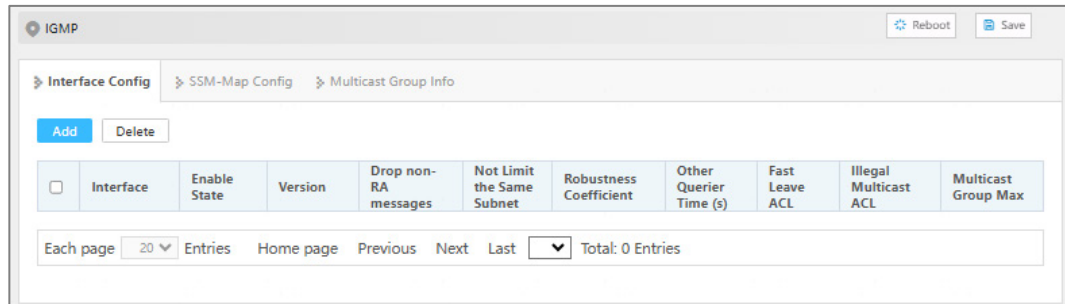 IGMP
Reboot
Save
Interface Config
SSM-Map Config
Multicast Group Info
Add
Delete
Interface
Enable
State
Version
Drop non-
RA
messages
Not Limit
the Same
Subnet
Robustness
Coefficient
Other
Querier
Time (s)
Fast
Leave
ACL
Illegal
Multicast
ACL
Multicast
Group Max
Each page 20 Entries Home page Previous Next Last Total: 0 Entries